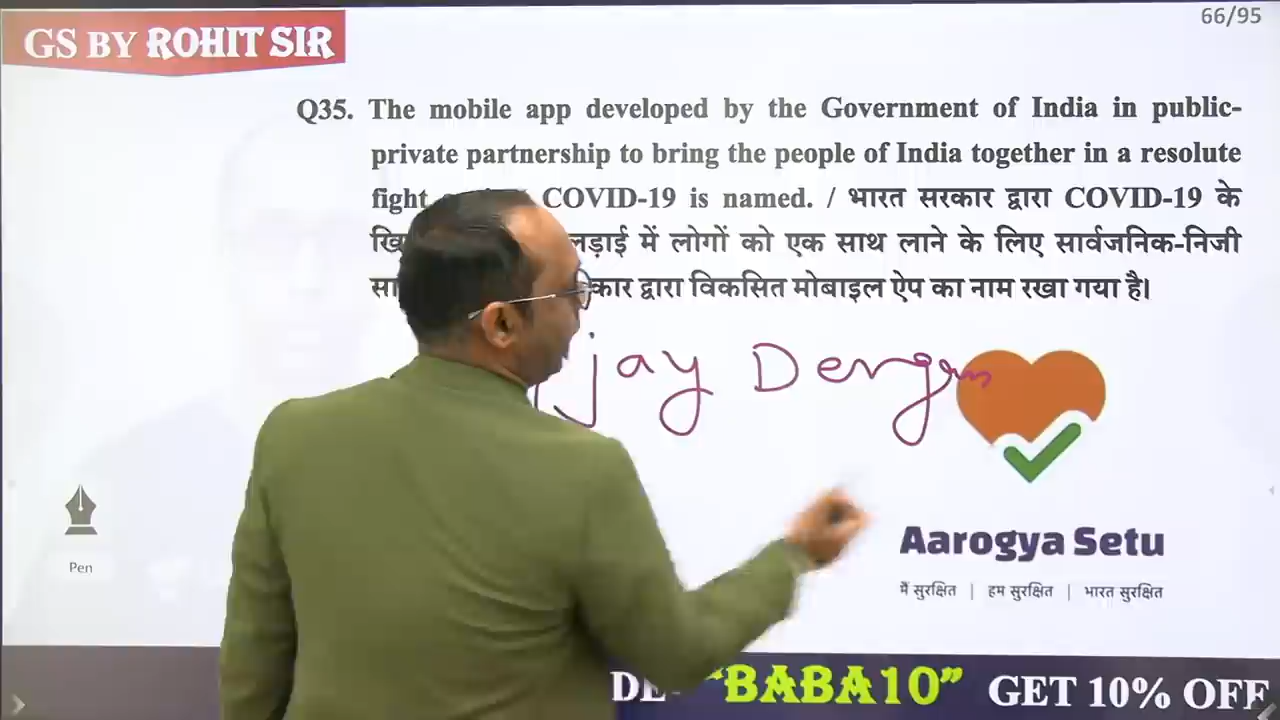 66/95
GS BY ROHIT SIR
Q35. The mobile app developed by the Government of India in public-
private partnership to bring the people of India together in a resolute
fight COVID-19 is named. / भारत सरकार द्वारा COVID-19 के
लड़ाई में लोगों को एक साथ लाने के लिए सार्वजनिक-निजी
द्वारा विकसित मोबाइल ऐप का नाम रखा गया है।
jay
Aarogya Setu
मैं सुरक्षित | हम सुरक्षित | भारत सुरक्षित
Pen
"BABA10" GET 10% OFF